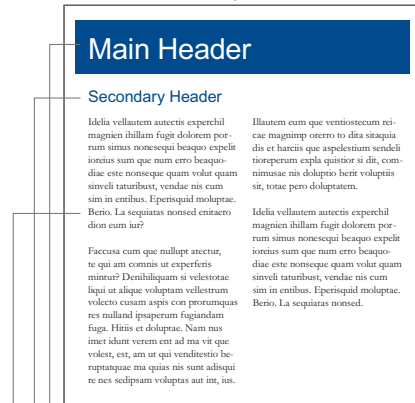 Main Header
Secondary Header
Idelia vellautem autectis experchil
magnien ihillam fugit dolorem por-
rum simus nonesequi beaquo expelit
ioreius sum que num erro beaquo-
diae este nonseque quam volut quam
sinveli taturibust, vendae nis cum
sim in entibus. Eperisquid moluptae.
Berio. La sequiatas nonsed enitaero
dion eum iur?
Faccusa cum que nullupt atectur,
te qui am comnis ut experferis
mintur? Denihiliquam si velestotae
liqui ut alique voluptam vellestrum
volecto cusam aspis con prorumquas
res nulland ipsaperum fugiandam
fuga. Hitiis et doluptae. Nam nus
imet idunt verem ent ad ma vit que
volest, est, am ut qui venditestio be-
ruptatquae ma quias nis sunt adisqui
re nes sedipsam voluptas aut int, ius.
Illautem eum que ventiostecum rei-
cae magnimp orerro to dita sitaquia
dis et harciis que aspelestium sendeli
tioreperum expla quistior si dit, com-
nimusae nis doluptio berit voluptiis
sit, totae pero doluptatem.
Idelia vellautem autectis experchil
magnien ihillam fugit dolorem por-
rum simus nonesequi beaquo expelit
ioreius sum que num erro beaquo-
diae este nonseque quam volut quam
sinveli taturibust, vendae nis cum
sim in entibus. Eperisquid moluptae.
Berio. La sequiatas nonsed.